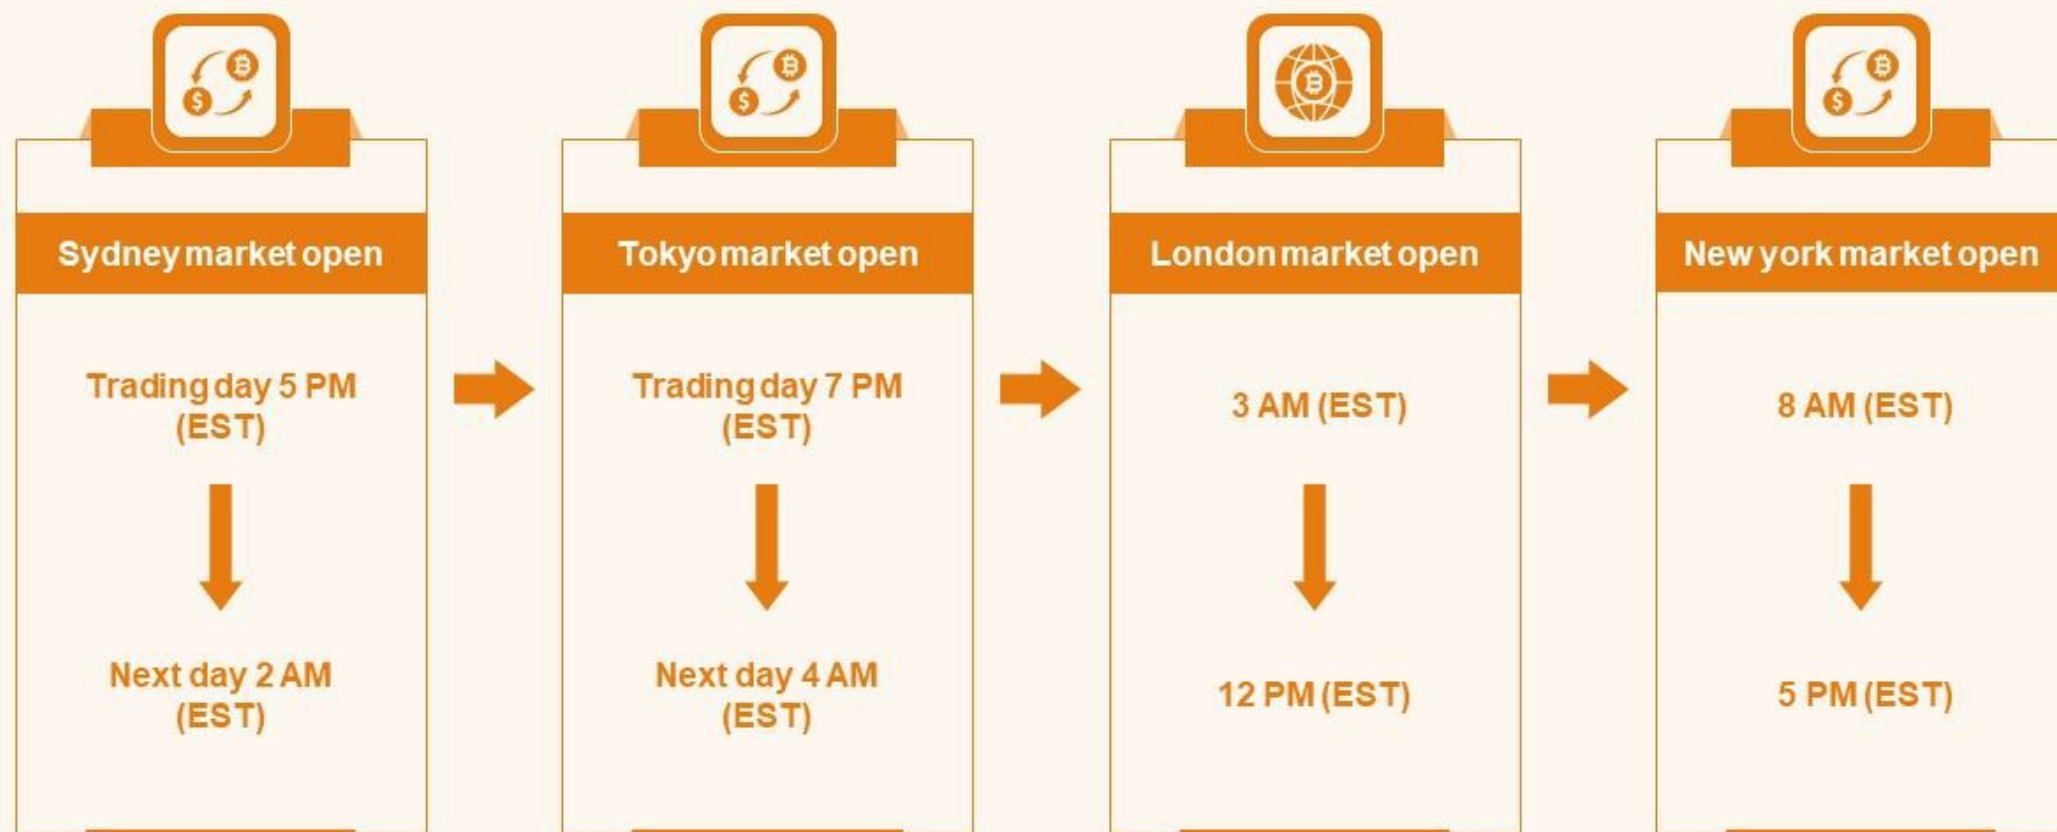 Sydney market open
Trading day 5 PM
(EST)
Next day 2 AM
(EST)
Tokyo market open
Trading day 7 PM
(EST)
Next day 4 AM
(EST)
London market open
3 AM (EST)
12 PM (EST)
New york market open
8 AM (EST)
5 PM (EST)